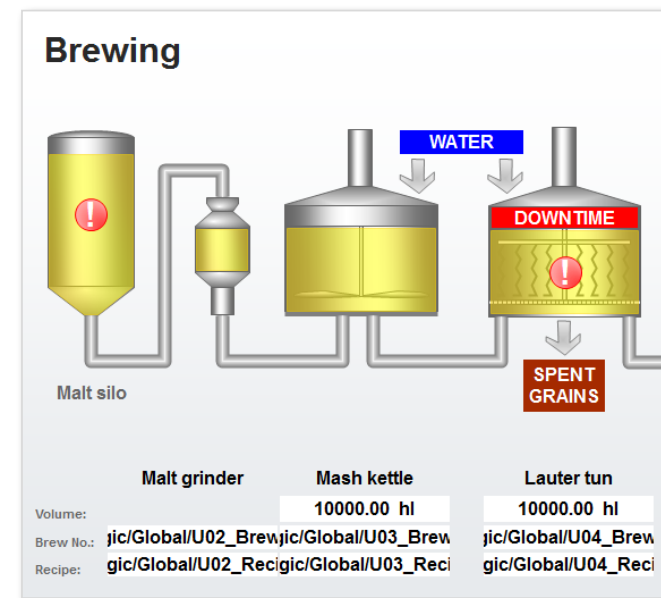 Brewing
WATER
DOWNTIME
!
!
SPENT
GRAINS
Malt silo
Malt grinder Mash kettle Lauter tun
Volume: 10000.00 hl 10000.00 hl
Brew No.: gic/Global/U02_Brew gic/Global/U03_Brew gic/Global/U04_Brew
Recipe: gic/Global/U02_Reci gic/Global/U03_Reci gic/Global/U04_Reci